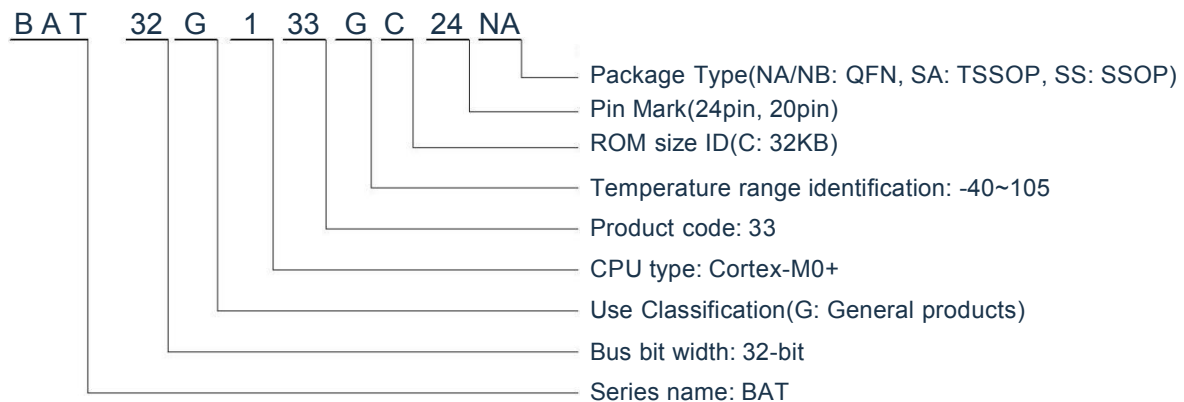 BAT 32 G 1 33 G C 24 NA
Package Type(NA/NB: QFN, SA: TSSOP, SS: SSOP)
Pin Mark(24pin, 20pin)
ROM size ID(C: 32KB)
Temperature range identification: -40~105
Product code: 33
CPU type: Cortex-M0+
Use Classification(G: General products)
Bus bit width: 32-bit
Series name: BAT